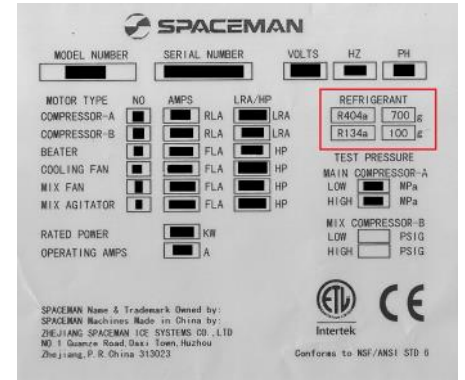 SPACEMAN
MODEL NUMBER SERIAL NUMBER VOLTS HZ PH
MOTOR TYPE NO AMPS LRA/HP
COMPRESSOR-A RLA LRA
COMPRESSOR-B RLA LRA
BEATER FLA HP
COOLING FAN FLA HP
MIX FAN FLA HP
MIX AGITATOR FLA HP
RATED POWER KW
OPERATING AMPS A
REFRIGERANT
R404a 700 g
R134a 100 g
TEST PRESSURE
MAIN COMPRESSOR-A
LOW MPa
HIGH MPa
MIX COMPRESSOR-B
LOW PSIG
HIGH PSIG
SPACEMAN Name & Trademark Owned by:
SPACEMAN Machines Made in China by:
ZHEJIANG SPACEMAN ICE SYSTEMS CO.,LTD
NO 1 Guanze Road,Daxi Town,Huzhou
Zhejiang,P.R.China 313023
ETL
CE
Intertek
Conforms to NSF/ANSI STD 6